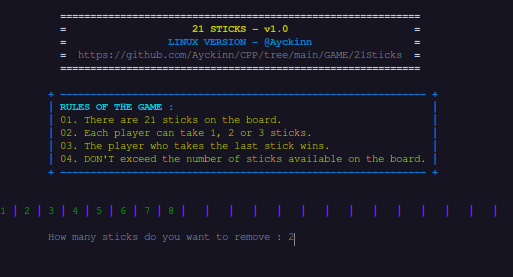 ============================================================
=                     21 STICKS - v1.0                     =
=                 LINUX VERSION - @Ayckinn                 =
=  https://github.com/Ayckinn/CPP/tree/main/GAME/21Sticks  =
============================================================
+ ------------------------------------------------------------- +
| RULES OF THE GAME : |
| 01. There are 21 sticks on the board. |
| 02. Each player can take 1, 2 or 3 sticks. |
| 03. The player who takes the last stick wins. |
| 04. DON'T exceed the number of sticks available on the board. |
+ ------------------------------------------------------------- +
1 | 2 | 3 | 4 | 5 | 6 | 7 | 8 | | | | | | | | | | | | | |
How many sticks do you want to remove : 2